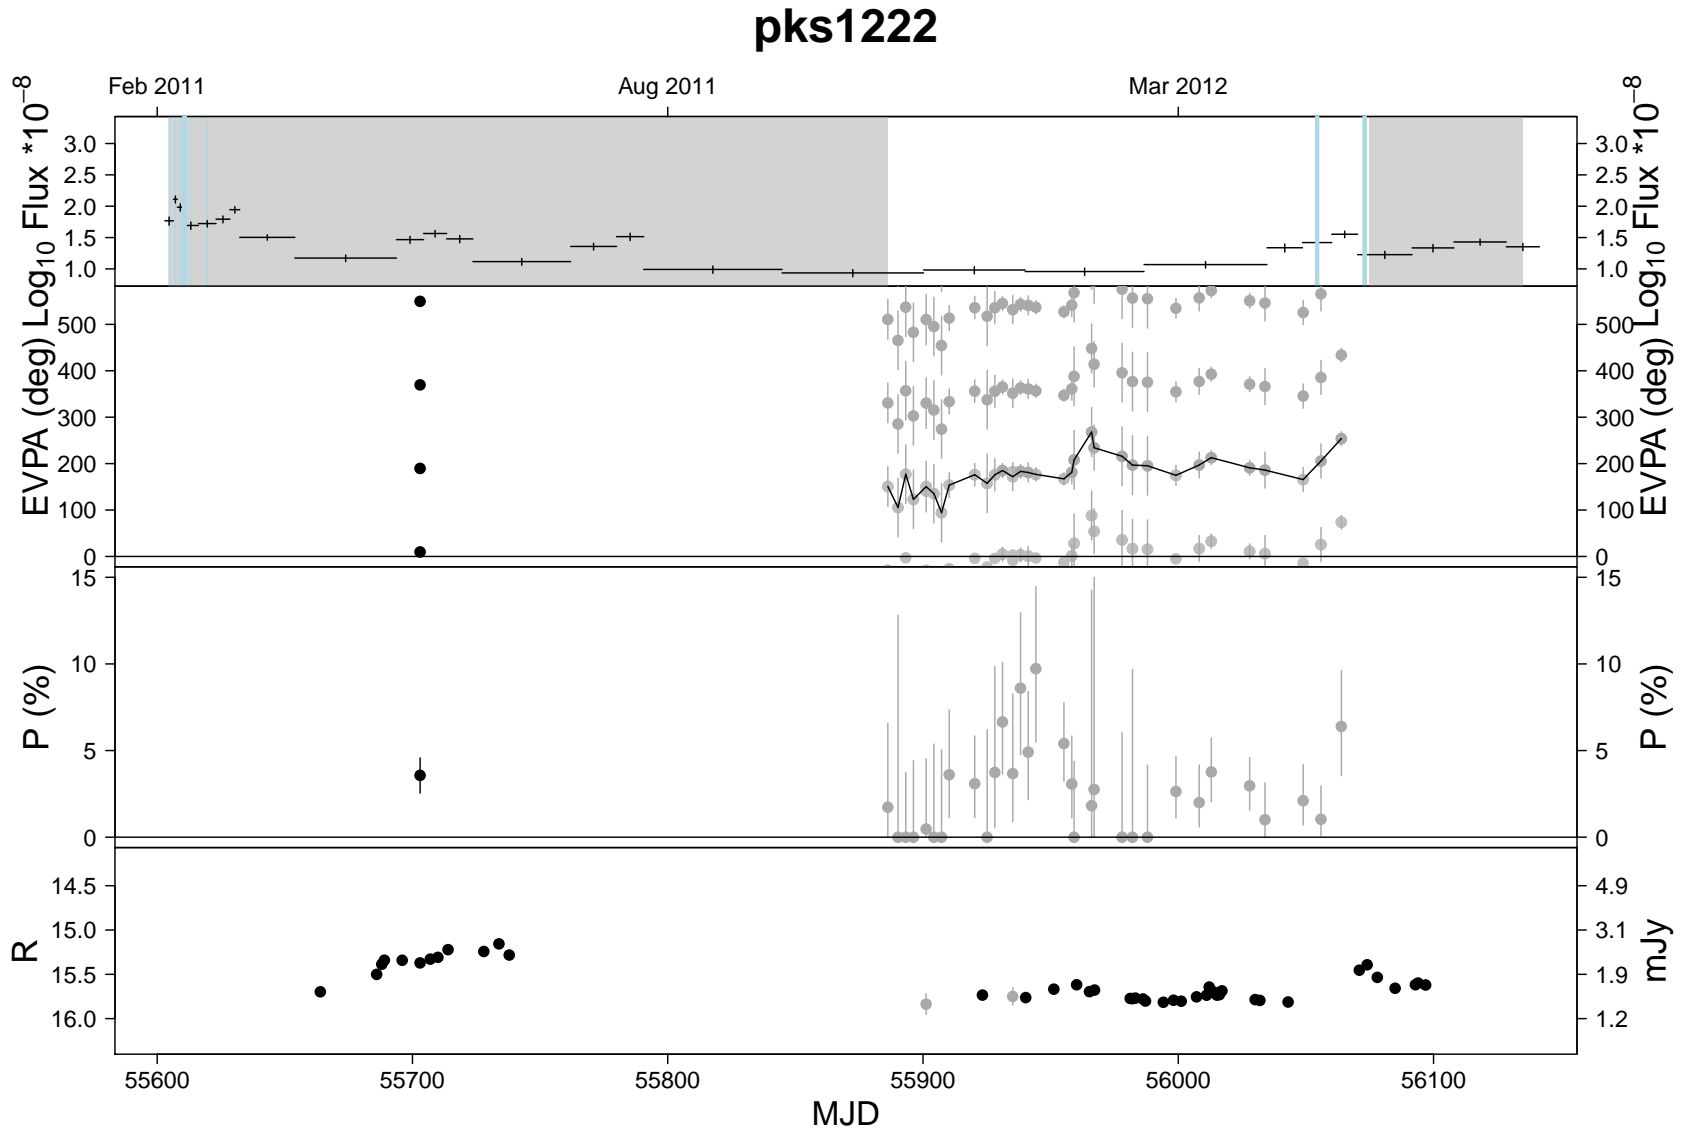 pks1222
Feb 2011 Aug 2011 Mar 2012
Log10 Flux *10−8
3.0 3.0
2.5 2.5
2.0 2.0
1.5 1.5
1.0 1.0
Log10 Flux *10−8
EVPA (deg)
500 500
400 400
300 300
200 200
100 100
0 0
EVPA (deg)
P (%)
15 15
10 10
5 5
0 0
P (%)
R
14.5 4.9
15.0 3.1
15.5 1.9
16.0 1.2
mJy
55600 55700 55800 55900 56000 56100
MJD